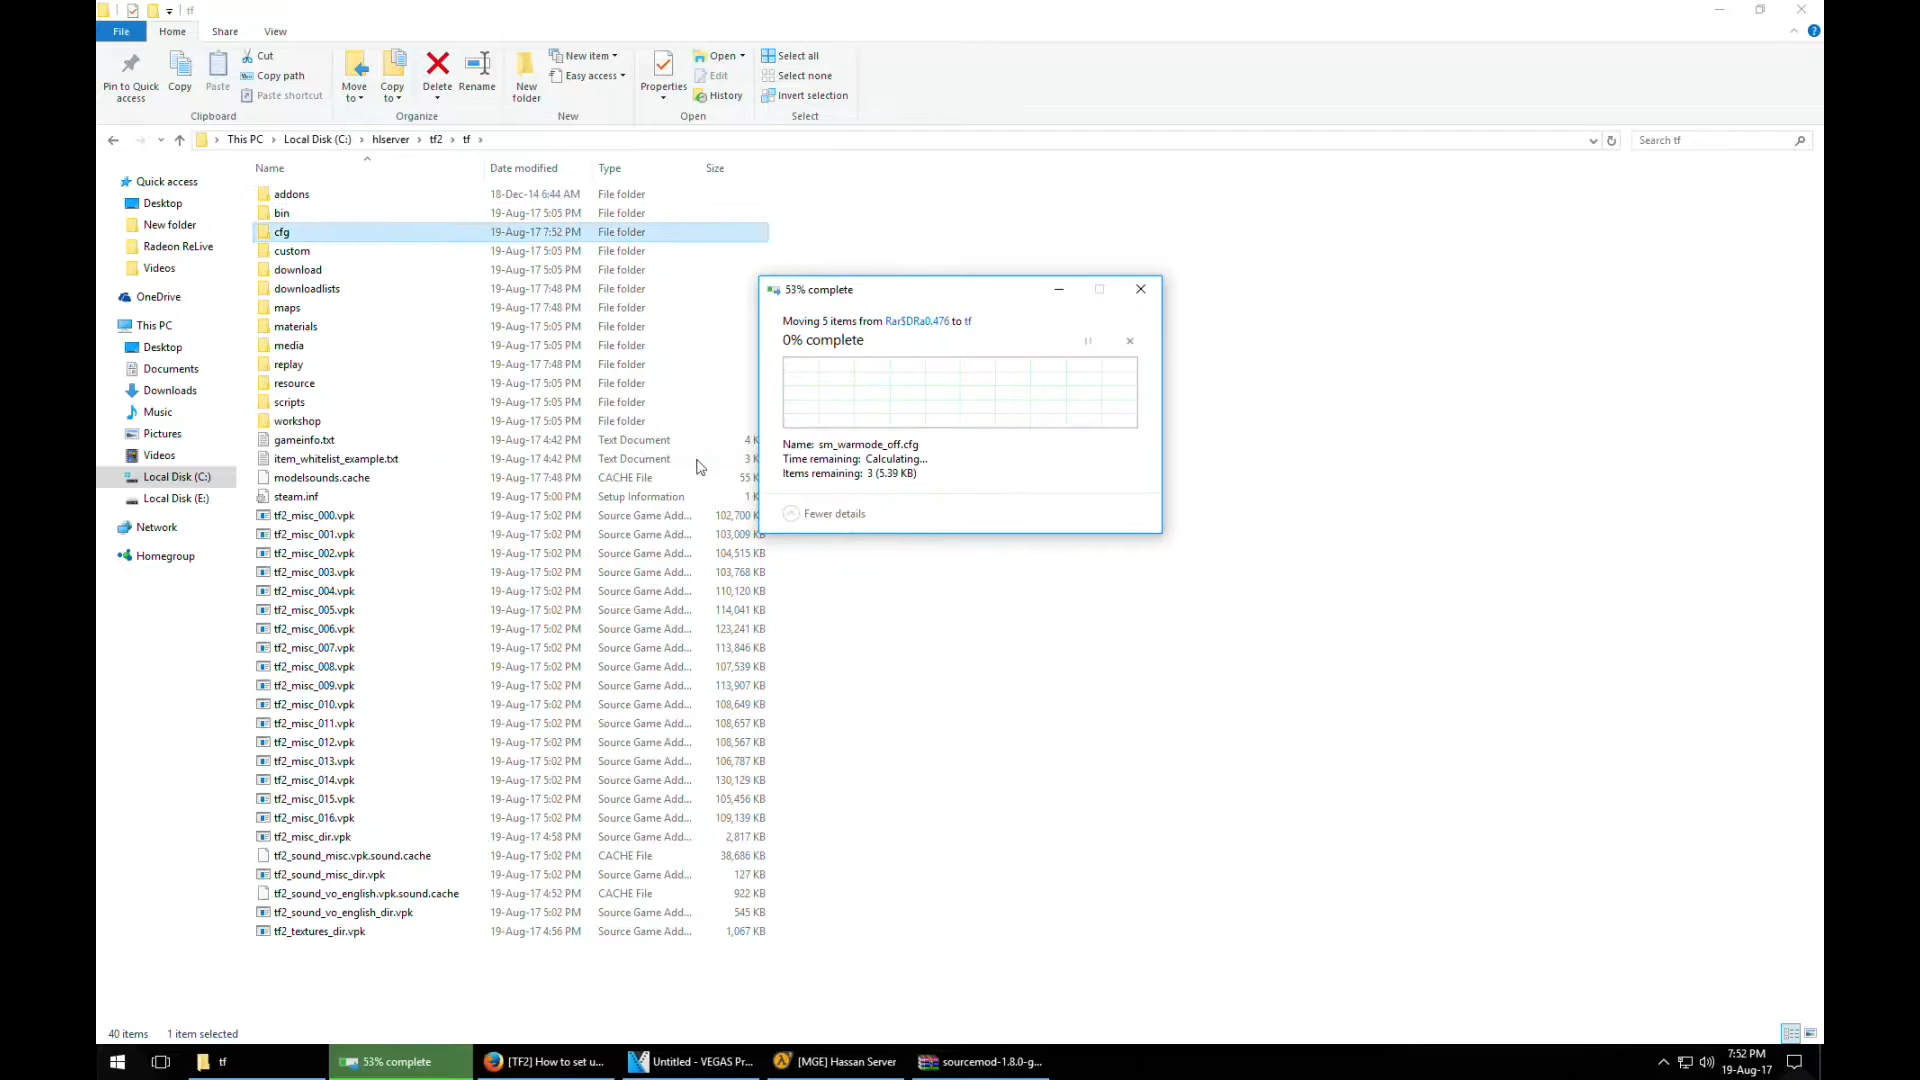 tf
File
Home
Share
View
Pin to Quick access
Copy
Paste
Cut
Copy path
Paste shortcut
Clipboard
Move to
Copy to
Delete
Rename
Organize
New folder
New item
Easy access
New
Properties
Open
Edit
History
Open
Select all
Select none
Invert selection
Select
This PC
Local Disk (C:)
hlserver
tf2
tf
Search tf
Quick access
Desktop
New folder
Radeon ReLive
Videos
OneDrive
This PC
Desktop
Documents
Downloads
Music
Pictures
Videos
Local Disk (C:)
Local Disk (E:)
Network
Homegroup
Name Date modified Type Size
addons 18-Dec-14 6:44 AM File folder
bin 19-Aug-17 5:05 PM File folder
cfg 19-Aug-17 7:52 PM File folder
custom 19-Aug-17 5:05 PM File folder
download 19-Aug-17 5:05 PM File folder
downloadlists 19-Aug-17 7:48 PM File folder
maps 19-Aug-17 7:48 PM File folder
materials 19-Aug-17 5:05 PM File folder
media 19-Aug-17 5:05 PM File folder
replay 19-Aug-17 7:48 PM File folder
resource 19-Aug-17 5:05 PM File folder
scripts 19-Aug-17 5:05 PM File folder
workshop 19-Aug-17 5:05 PM File folder
gameinfo.txt 19-Aug-17 4:42 PM Text Document 4 K
item_whitelist_example.txt 19-Aug-17 4:42 PM Text Document 3 K
modelsounds.cache 19-Aug-17 7:48 PM CACHE File 55 K
steam.inf 19-Aug-17 5:00 PM Setup Information 1 K
tf2_misc_000.vpk 19-Aug-17 5:02 PM Source Game Add... 102,700 K
tf2_misc_001.vpk 19-Aug-17 5:02 PM Source Game Add... 103,009 KB
tf2_misc_002.vpk 19-Aug-17 5:02 PM Source Game Add... 104,515 KB
tf2_misc_003.vpk 19-Aug-17 5:02 PM Source Game Add... 103,768 KB
tf2_misc_004.vpk 19-Aug-17 5:02 PM Source Game Add... 110,120 KB
tf2_misc_005.vpk 19-Aug-17 5:02 PM Source Game Add... 114,041 KB
tf2_misc_006.vpk 19-Aug-17 5:02 PM Source Game Add... 123,241 KB
tf2_misc_007.vpk 19-Aug-17 5:02 PM Source Game Add... 113,846 KB
tf2_misc_008.vpk 19-Aug-17 5:02 PM Source Game Add... 107,539 KB
tf2_misc_009.vpk 19-Aug-17 5:02 PM Source Game Add... 113,907 KB
tf2_misc_010.vpk 19-Aug-17 5:02 PM Source Game Add... 108,649 KB
tf2_misc_011.vpk 19-Aug-17 5:02 PM Source Game Add... 108,657 KB
tf2_misc_012.vpk 19-Aug-17 5:02 PM Source Game Add... 108,567 KB
tf2_misc_013.vpk 19-Aug-17 5:02 PM Source Game Add... 106,787 KB
tf2_misc_014.vpk 19-Aug-17 5:02 PM Source Game Add... 130,129 KB
tf2_misc_015.vpk 19-Aug-17 5:02 PM Source Game Add... 105,456 KB
tf2_misc_016.vpk 19-Aug-17 5:02 PM Source Game Add... 109,139 KB
tf2_misc_dir.vpk 19-Aug-17 4:58 PM Source Game Add... 2,817 KB
tf2_sound_misc.vpk.sound.cache 19-Aug-17 5:02 PM CACHE File 38,686 KB
tf2_sound_misc_dir.vpk 19-Aug-17 5:02 PM Source Game Add... 127 KB
tf2_sound_vo_english.vpk.sound.cache 19-Aug-17 4:52 PM CACHE File 922 KB
tf2_sound_vo_english_dir.vpk 19-Aug-17 5:02 PM Source Game Add... 545 KB
tf2_textures_dir.vpk 19-Aug-17 4:56 PM Source Game Add... 1,067 KB
53% complete
Moving 5 items from Rar$DRa0.476 to tf
0% complete
Name: sm_warmode_off.cfg
Time remaining: Calculating...
Items remaining: 3 (5.39 KB)
Fewer details
40 items 1 item selected
tf
53% complete
[TF2] How to set u...
Untitled - VEGAS Pr...
[MGE] Hassan Server
sourcemod-1.8.0-g...
7:52 PM
19-Aug-17